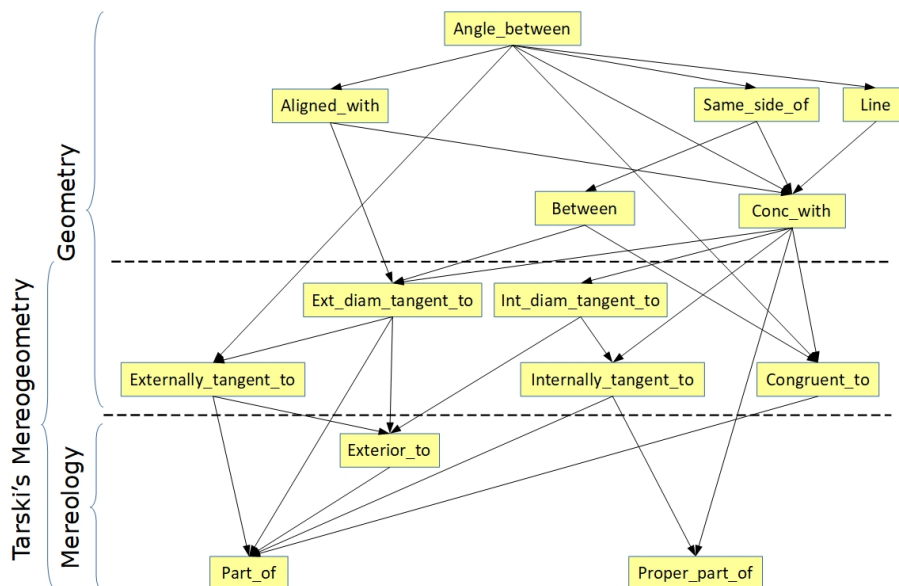 Angle_between
Aligned_with
Same_side_of
Line
Between
Conc_with
Geometry
Ext_diam_tangent_to
Int_diam_tangent_to
Externally_tangent_to
Internally_tangent_to
Congruent_to
Tarski's Mereogeometry
Exterior_to
Mereology
Part_of
Proper_part_of